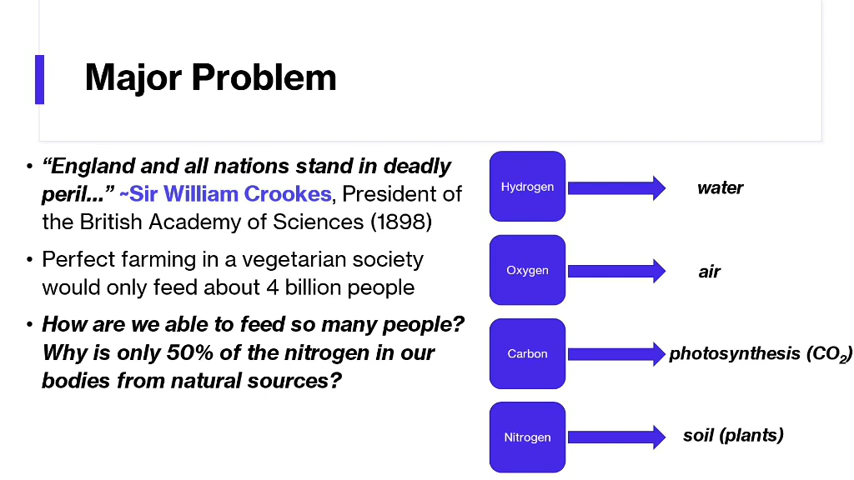 Major Problem
• “England and all nations stand in deadly
peril...” ~Sir William Crookes, President of
the British Academy of Sciences (1898)
• Perfect farming in a vegetarian society
would only feed about 4 billion people
• How are we able to feed so many people?
Why is only 50% of the nitrogen in our
bodies from natural sources?
Hydrogen water
Oxygen air
Carbon photosynthesis (CO₂)
Nitrogen soil (plants)